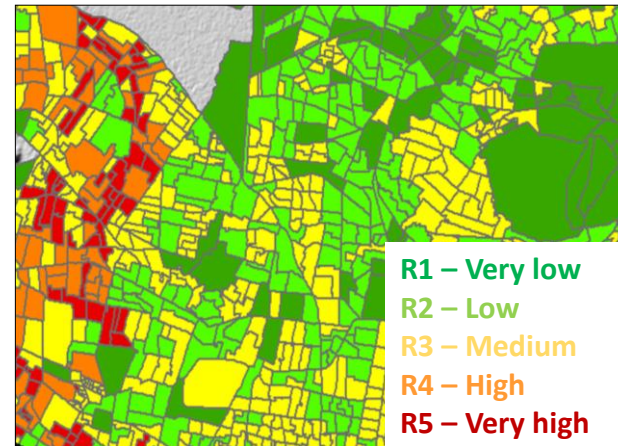 R1 – Very low
R2 – Low
R3 – Medium
R4 – High
R5 – Very high